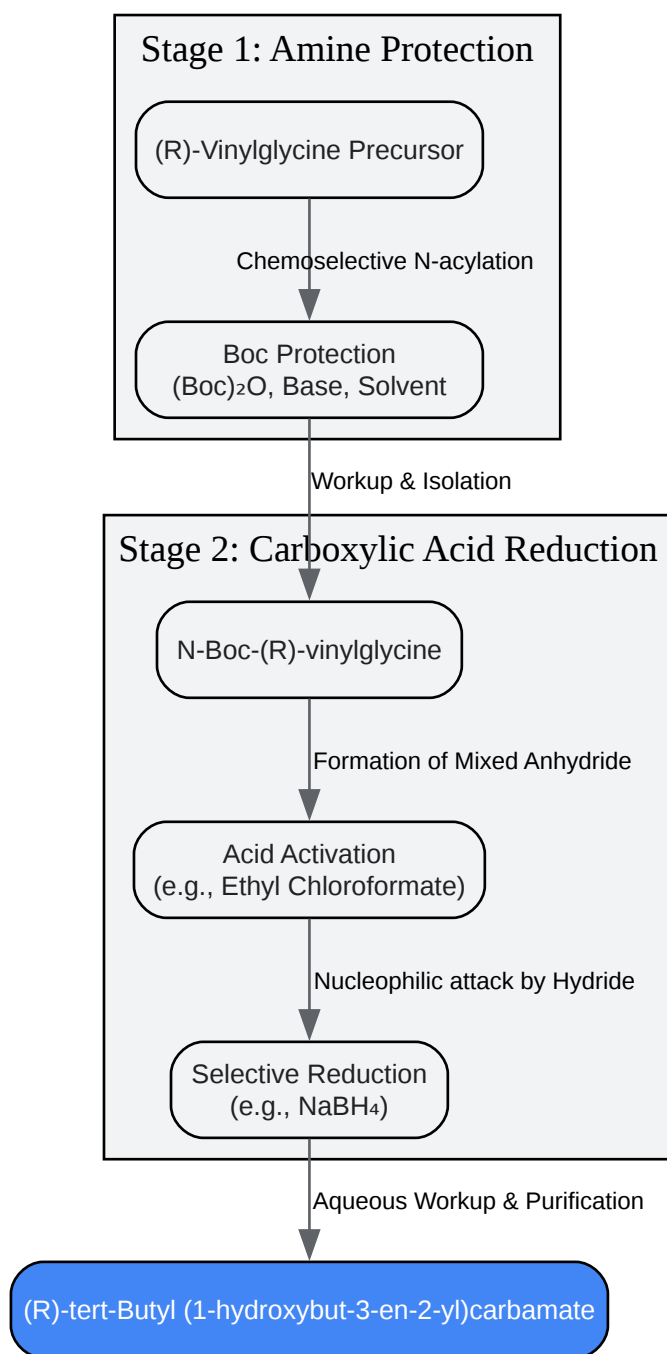 Stage 1: Amine Protection
(R)-Vinylglycine Precursor
Chemoselective N-acylation
Boc Protection
(Boc)₂O, Base, Solvent
Workup & Isolation
Stage 2: Carboxylic Acid Reduction
N-Boc-(R)-vinylglycine
Formation of Mixed Anhydride
Acid Activation
(e.g., Ethyl Chloroformate)
Nucleophilic attack by Hydride
Selective Reduction
(e.g., NaBH₄)
Aqueous Workup & Purification
(R)-tert-Butyl (1-hydroxybut-3-en-2-yl)carbamate